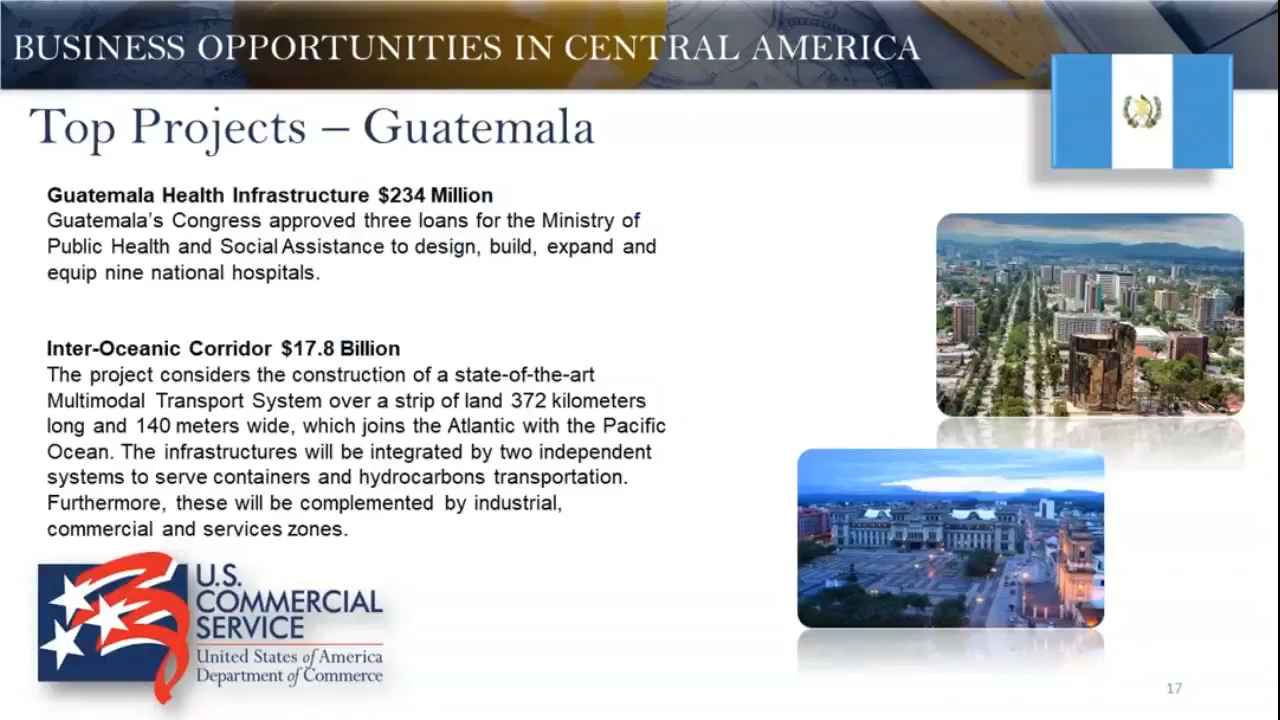 BUSINESS OPPORTUNITIES IN CENTRAL AMERICA
Top Projects – Guatemala
Guatemala Health Infrastructure $234 Million
Guatemala's Congress approved three loans for the Ministry of
Public Health and Social Assistance to design, build, expand and
equip nine national hospitals.
Inter-Oceanic Corridor $17.8 Billion
The project considers the construction of a state-of-the-art
Multimodal Transport System over a strip of land 372 kilometers
long and 140 meters wide, which joins the Atlantic with the Pacific
Ocean. The infrastructures will be integrated by two independent
systems to serve containers and hydrocarbons transportation.
Furthermore, these will be complemented by industrial,
commercial and services zones.
U.S.
COMMERCIAL
SERVICE
United States of America
Department of Commerce
17